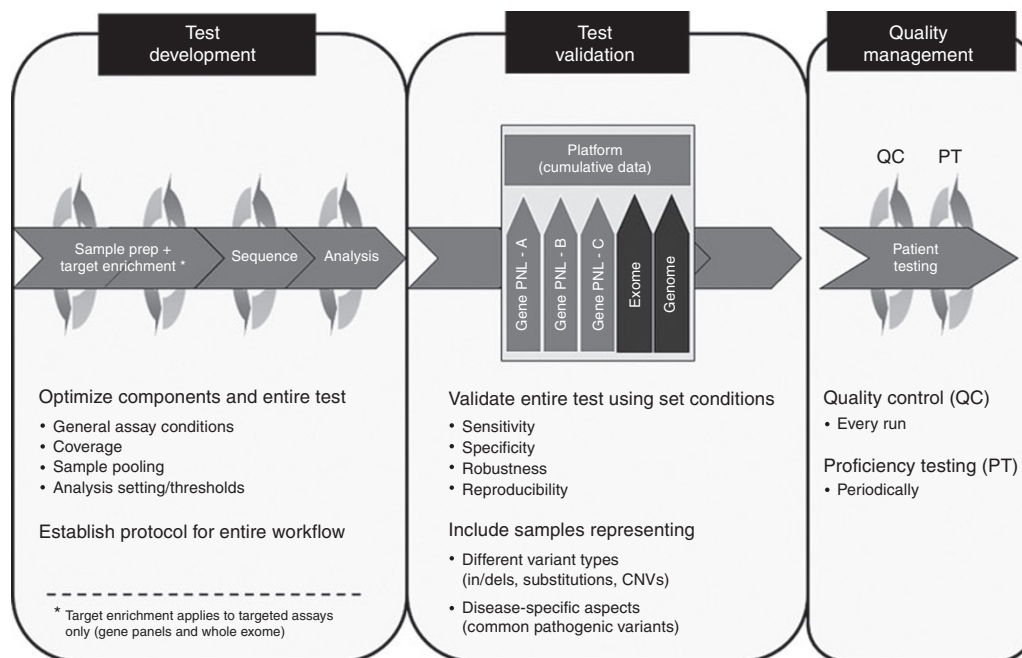 Test
development
Sample prep +
target enrichment *
Sequence
Analysis
Optimize components and entire test
• General assay conditions
• Coverage
• Sample pooling
• Analysis setting/thresholds
Establish protocol for entire workflow
* Target enrichment applies to targeted assays
only (gene panels and whole exome)
Test
validation
Platform
(cumulative data)
Gene PNL - A
Gene PNL - B
Gene PNL - C
Exome
Genome
Validate entire test using set conditions
• Sensitivity
• Specificity
• Robustness
• Reproducibility
Include samples representing
• Different variant types
(in/dels, substitutions, CNVs)
• Disease-specific aspects
(common pathogenic variants)
Quality
management
QC
PT
Patient
testing
Quality control (QC)
• Every run
Proficiency testing (PT)
• Periodically